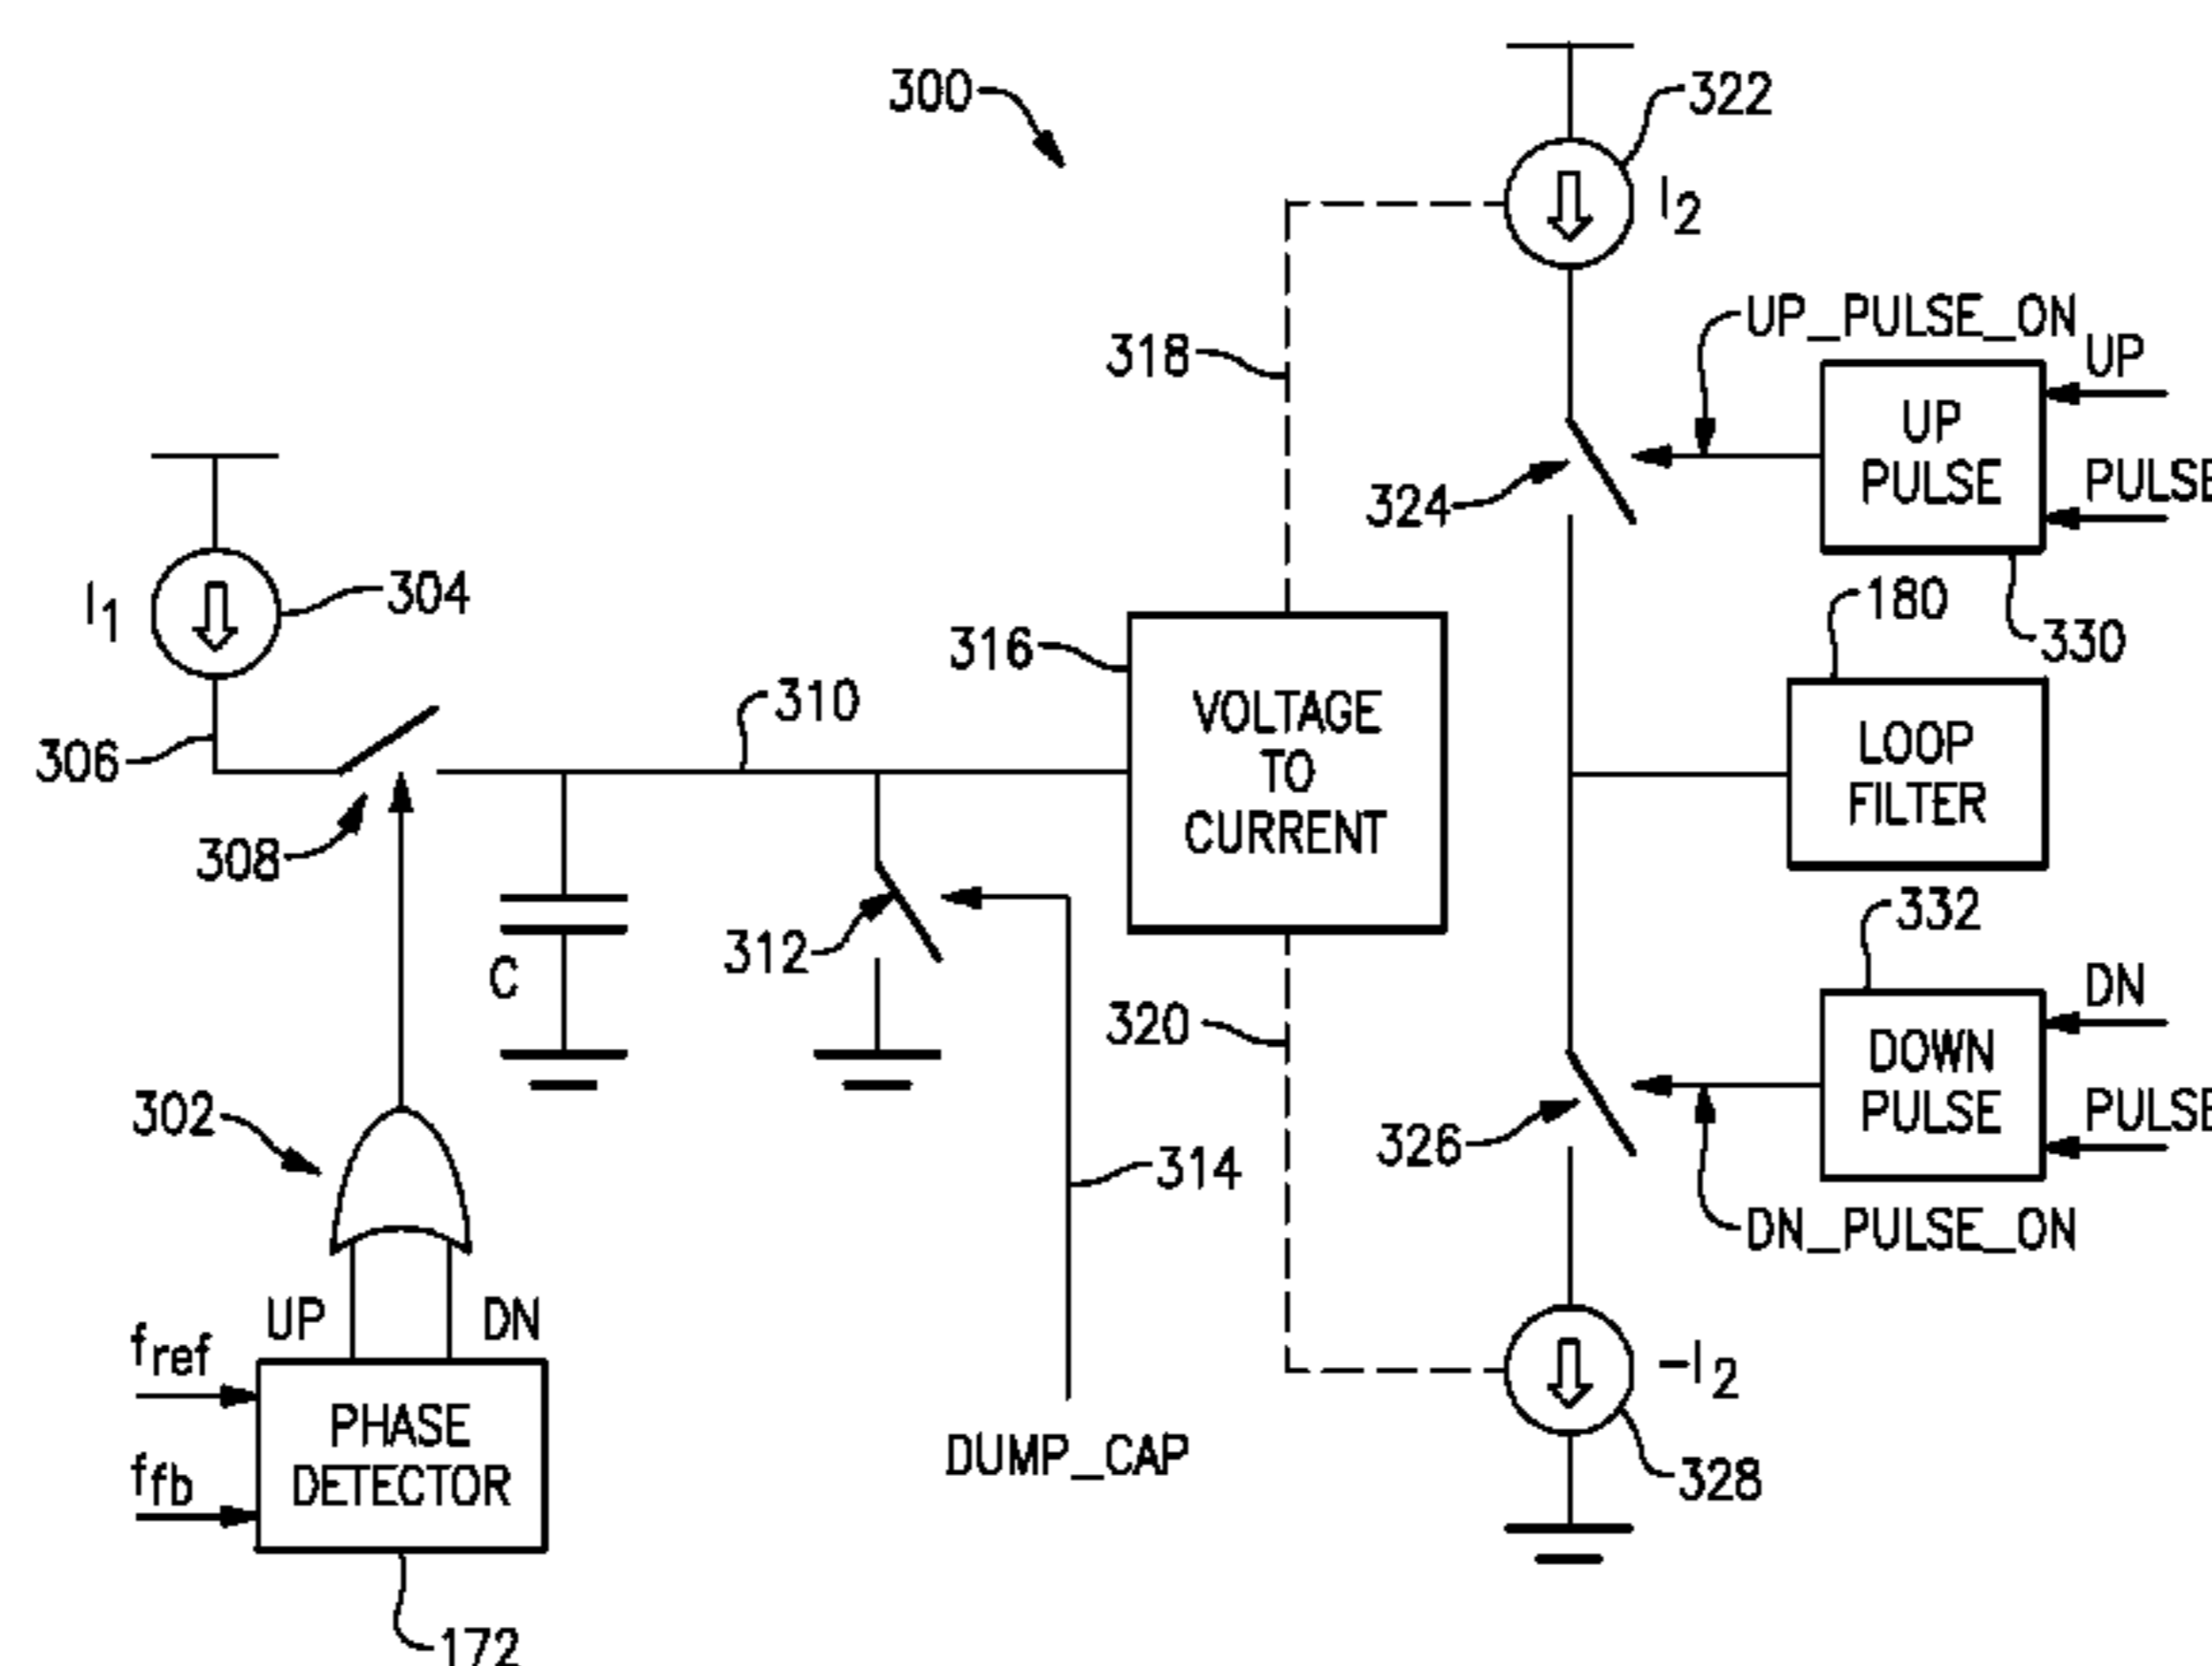 300
322
I2
318
UP_PULSE_ON
UP
UP
PULSE
PULSE
324
330
I1
304
306
308
310
316
VOLTAGE
TO
CURRENT
180
LOOP
FILTER
C
312
314
320
332
DN
DOWN
PULSE
PULSE
326
DN_PULSE_ON
302
UP
DN
fref
ffb
PHASE
DETECTOR
172
DUMP_CAP
-I2
328